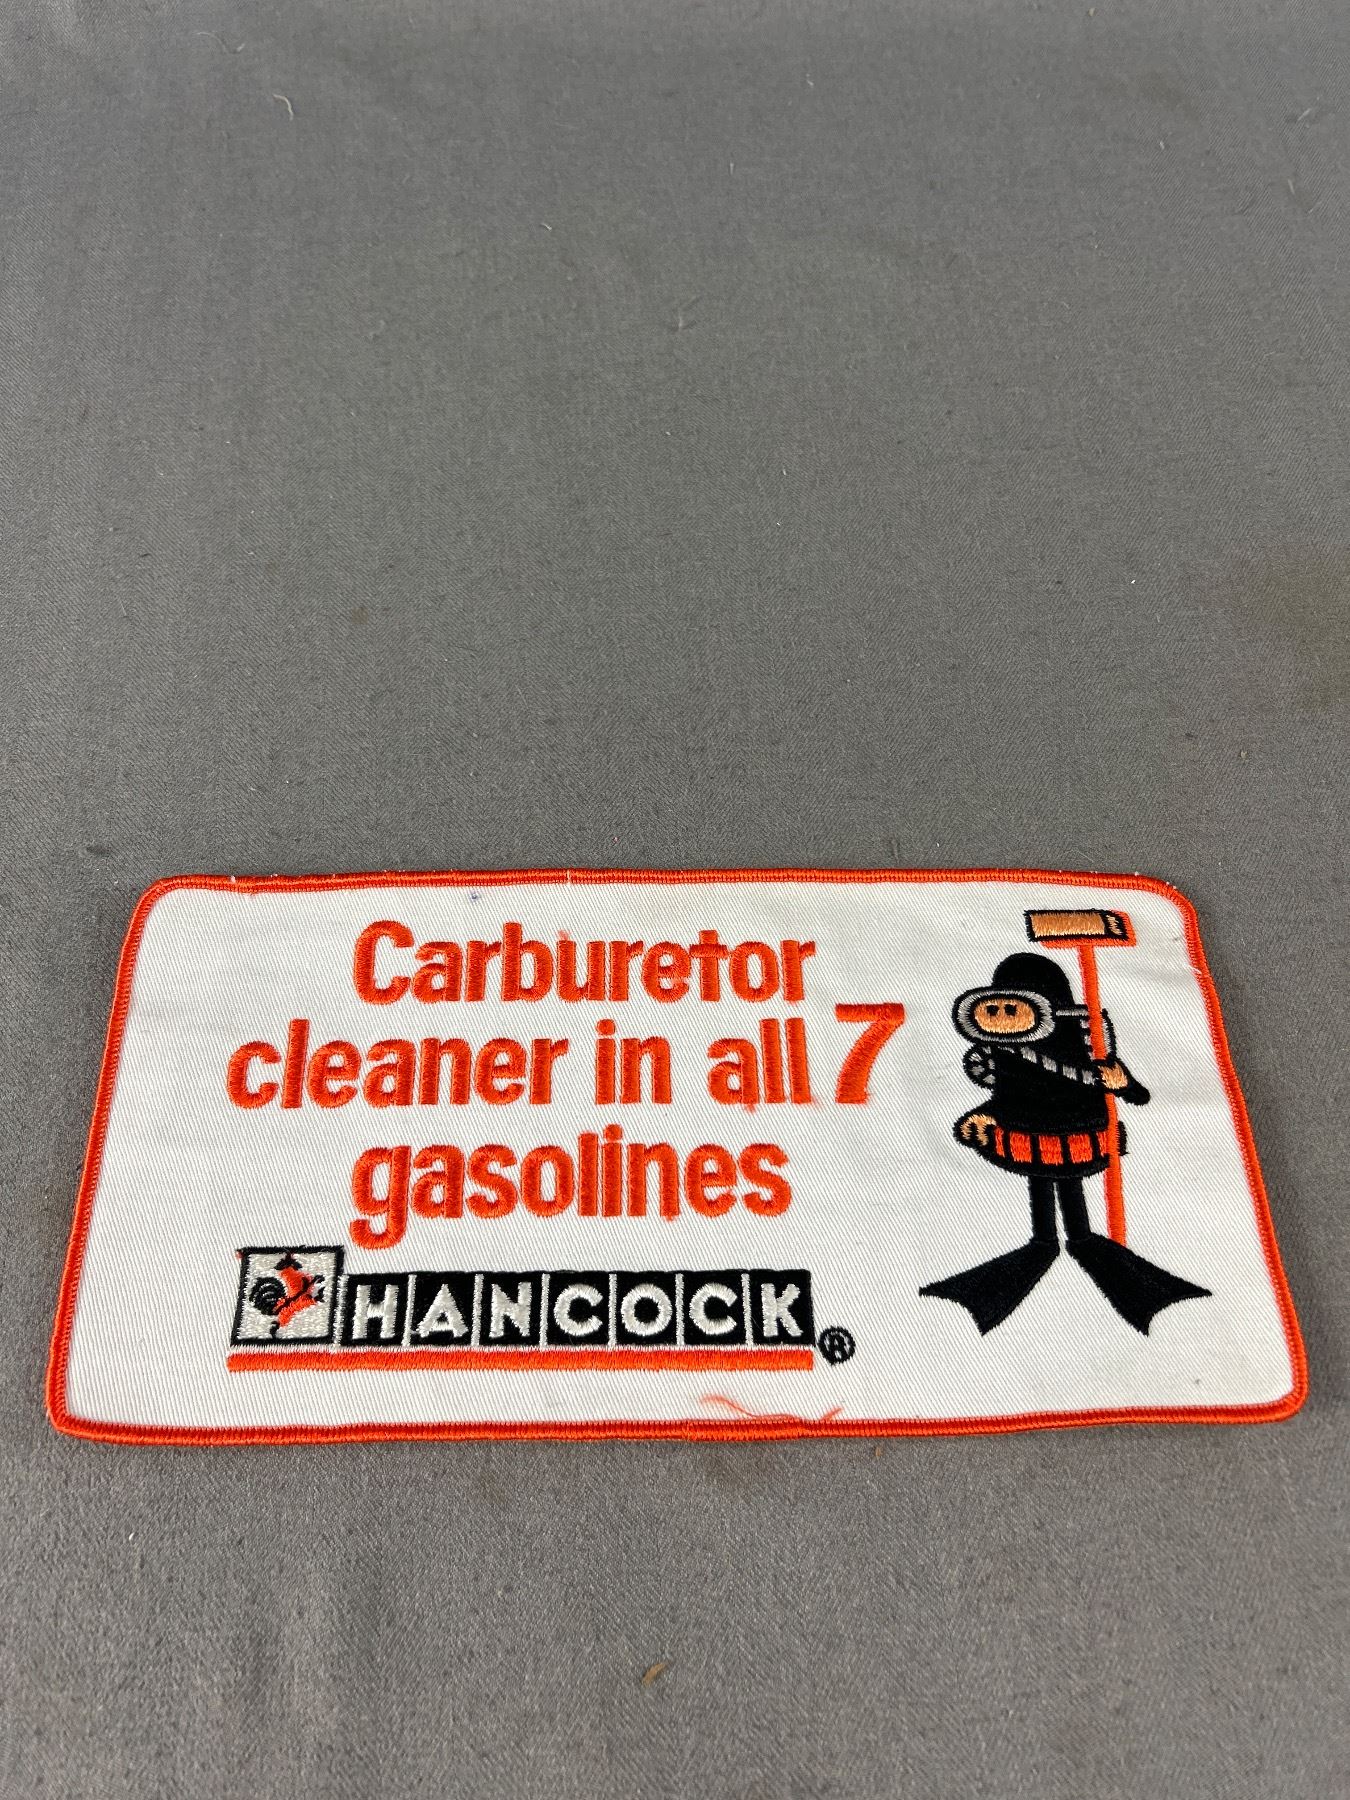 Carburetor
cleaner in all 7
gasolines
HANCOCK ®